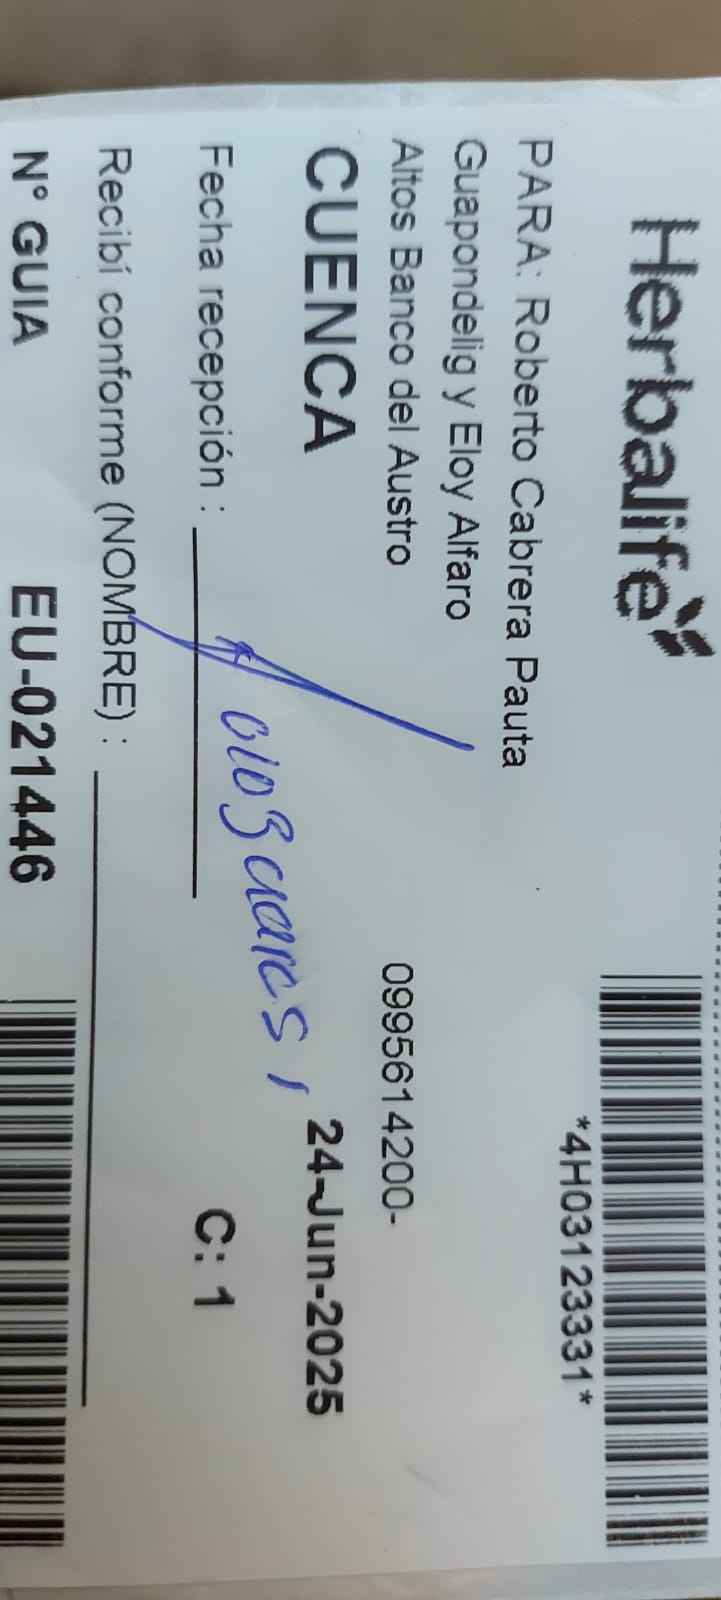 Herbalife
*4H03123331*
PARA: Roberto Cabrera Pauta
Guapondelig y Eloy Alfaro
Altos Banco del Austro
0995614200-
CUENCA
24-Jun-2025
Fecha recepción :
C: 1
Recibí conforme (NOMBRE) :
N° GUIA
EU-021446